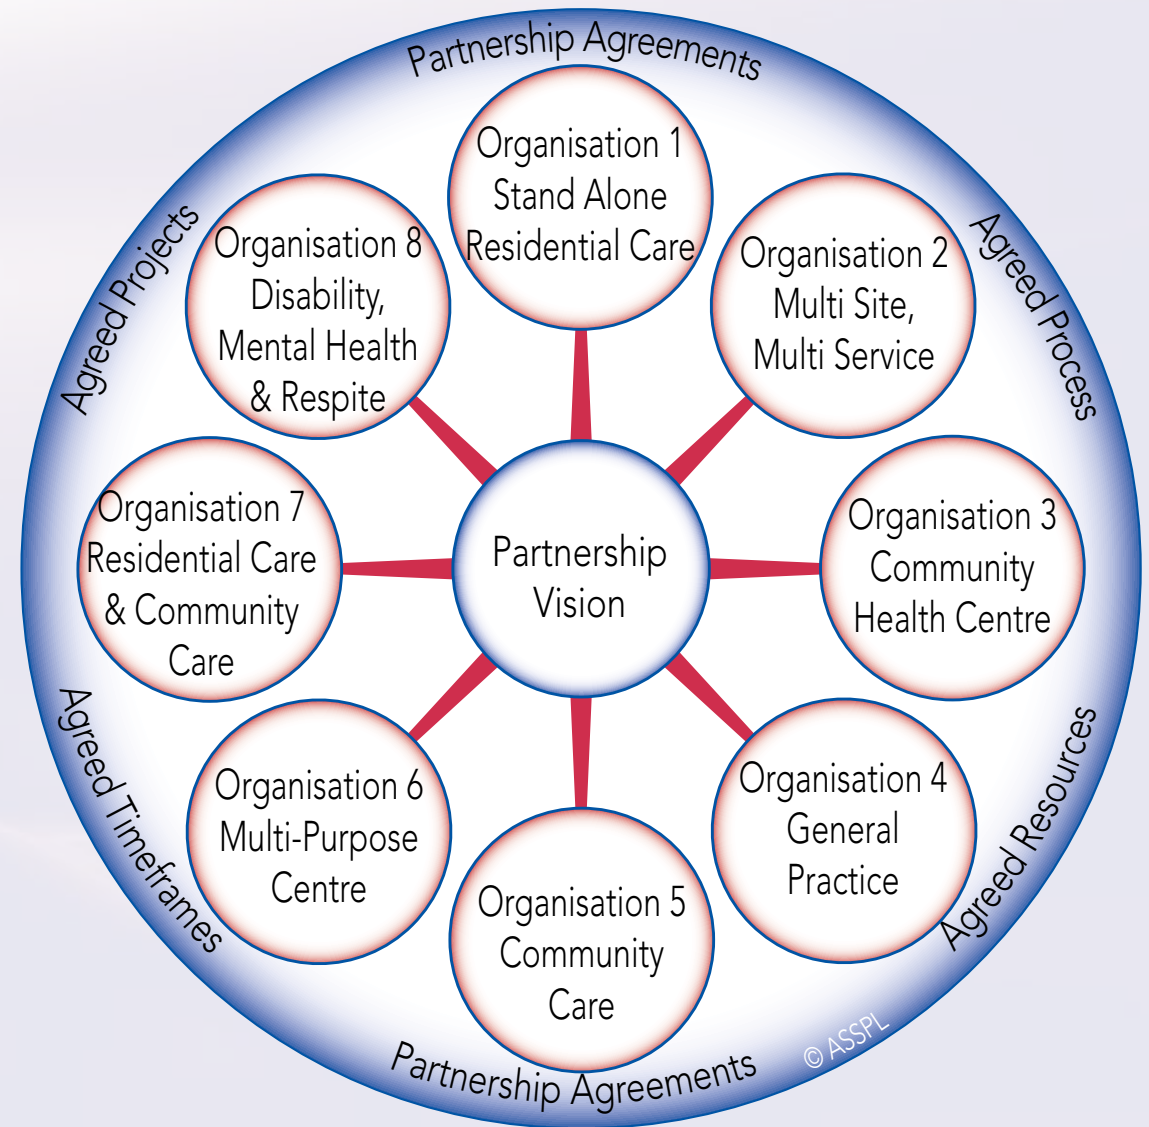 Partnership Agreements
Agreed Process
Agreed Resources
Partnership Agreements
Agreed Timeframes
Agreed Projects
Organisation 1
Stand Alone
Residential Care
Organisation 2
Multi Site,
Multi Service
Organisation 3
Community
Health Centre
Organisation 4
General
Practice
Organisation 5
Community
Care
Organisation 6
Multi-Purpose
Centre
Organisation 7
Residential Care
& Community
Care
Organisation 8
Disability,
Mental Health
& Respite
Partnership
Vision
© ASSPL